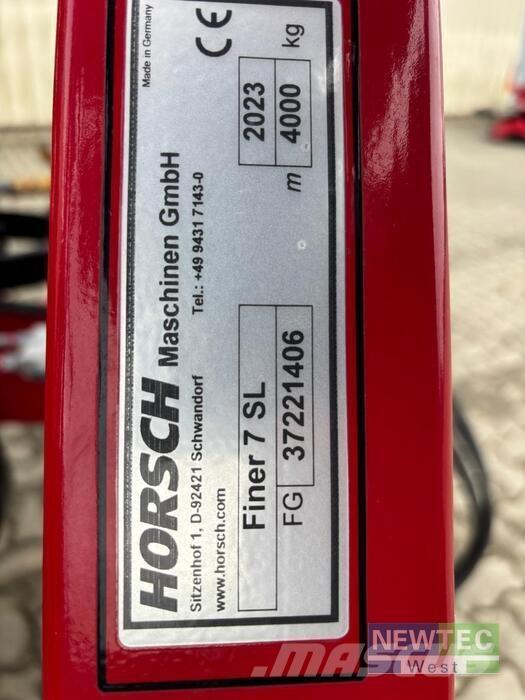 HORSCH Maschinen GmbH
Made in Germany
Sitzenhof 1, D-92421 Schwandorf
Tel.: +49 9431 7143-0
www.horsch.com
CE
Finer 7 SL
2023
FG 37221406
m 4000 kg
NEWTEC
West
MASCUS